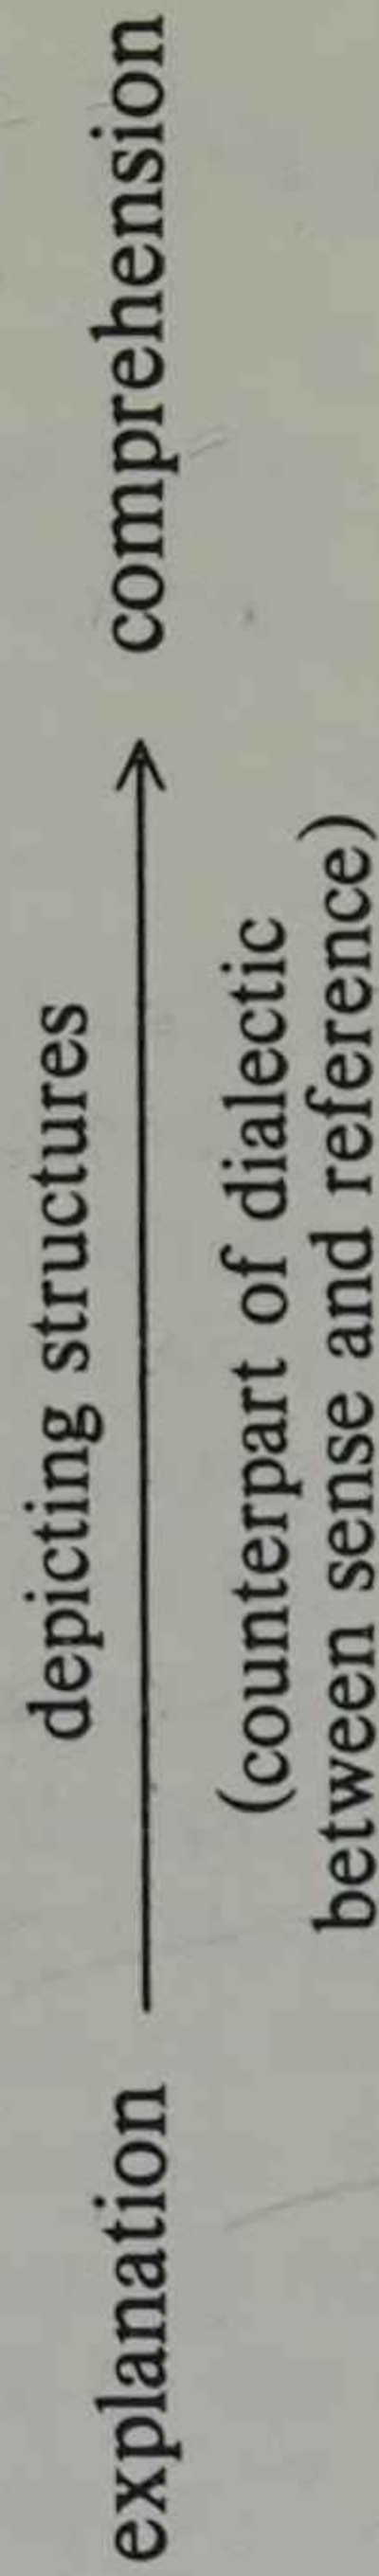 depicting structures
explanation comprehension
(counterpart of dialectic
between sense and reference)